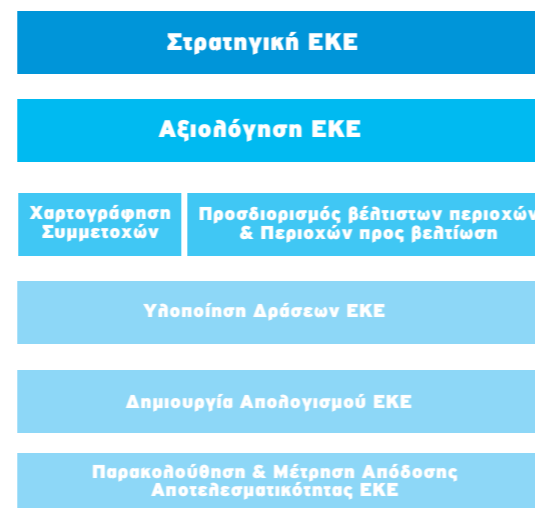 Στρατηγική ΕΚΕ
Αξιολόγηση ΕΚΕ
Χαρτογράφηση
Συμμετοχών
Προσδιορισμός βέλτιστων περιοχών
& Περιοχών προς βελτίωση
Υλοποίηση Δράσεων ΕΚΕ
Δημιουργία Απολογισμού ΕΚΕ
Παρακολούθηση & Μέτρηση Απόδοσης
Αποτελεσματικότητας ΕΚΕ